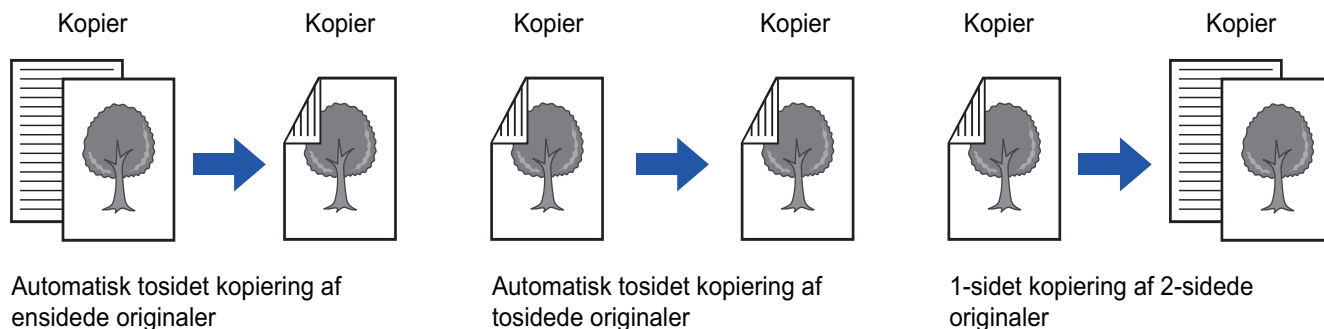 Kopier
Kopier
Kopier
Kopier
Kopier
Kopier
Automatisk tosidet kopiering af
ensidede originaler
Automatisk tosidet kopiering af
tosidede originaler
1-sidet kopiering af 2-sidede
originaler